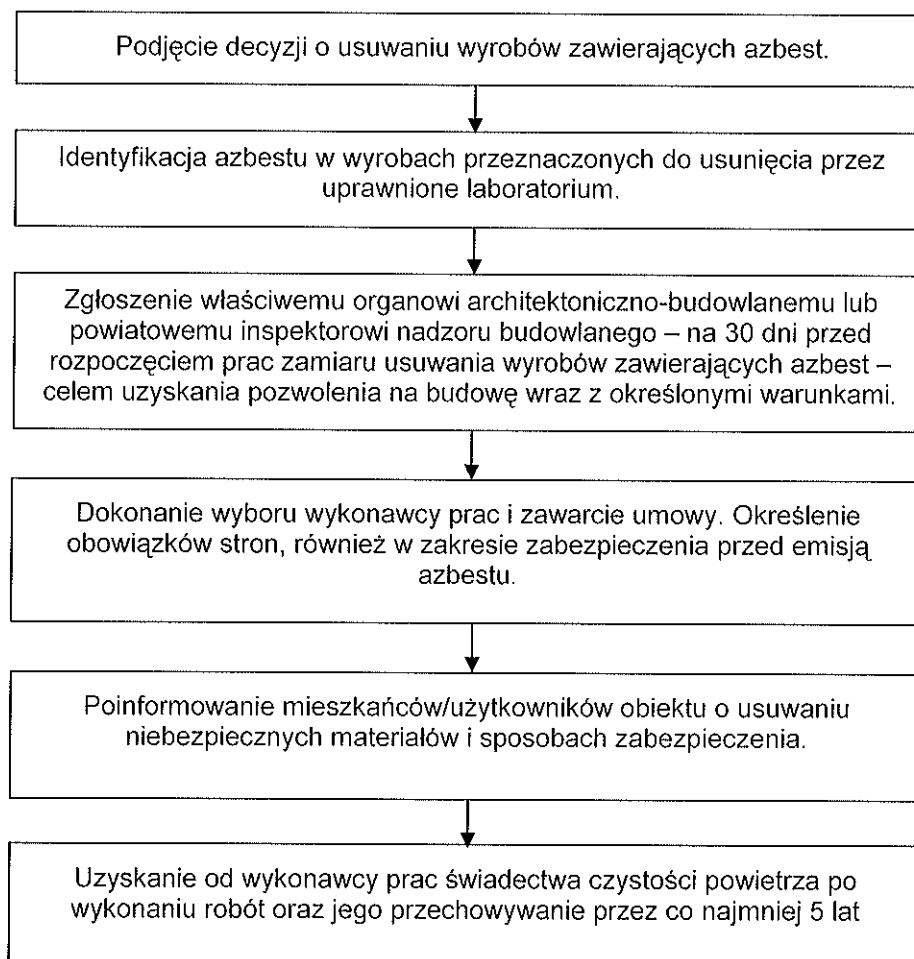 Podjęcie decyzji o usuwaniu wyrobów zawierających azbest.
Identyfikacja azbestu w wyrobach przeznaczonych do usunięcia przez
uprawnione laboratorium.
Zgłoszenie właściwemu organowi architektoniczno-budowlanemu lub
powiatowemu inspektorowi nadzoru budowlanego – na 30 dni przed
rozpoczęciem prac zamiaru usuwania wyrobów zawierających azbest –
celem uzyskania pozwolenia na budowę wraz z określonymi warunkami.
Dokonanie wyboru wykonawcy prac i zawarcie umowy. Określenie
obowiązków stron, również w zakresie zabezpieczenia przed emisją
azbestu.
Poinformowanie mieszkańców/użytkowników obiektu o usuwaniu
niebezpiecznych materiałów i sposobach zabezpieczenia.
Uzyskanie od wykonawcy prac świadectwa czystości powietrza po
wykonaniu robót oraz jego przechowywanie przez co najmniej 5 lat